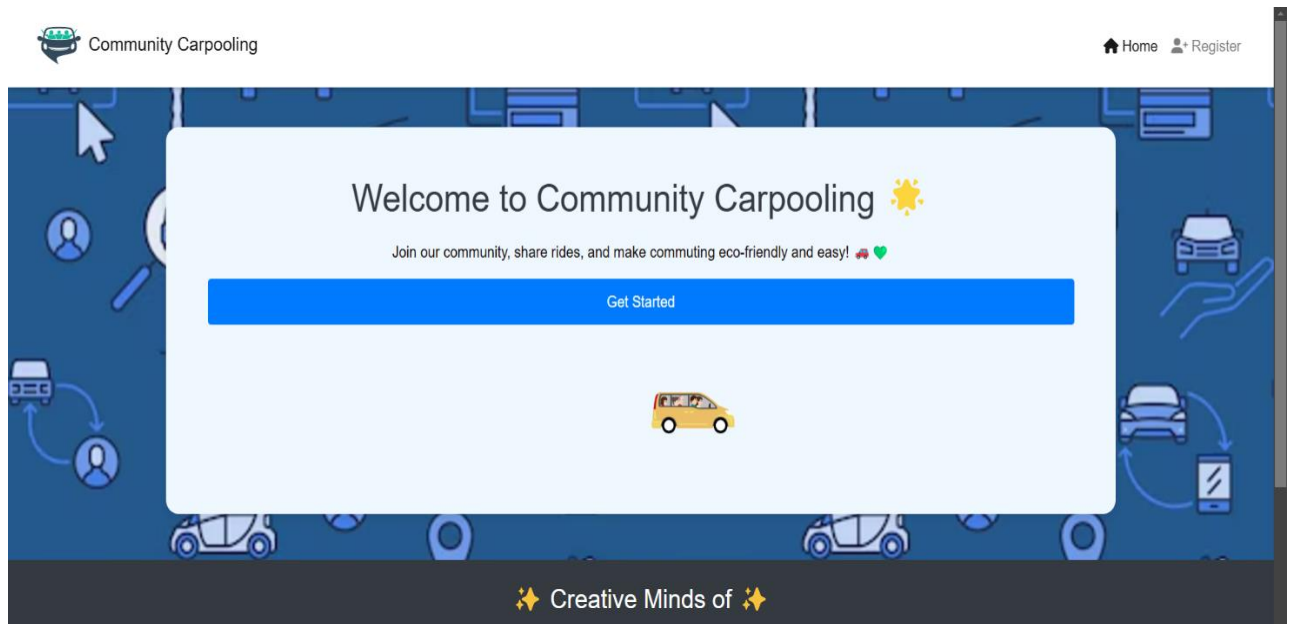 Community Carpooling
Home Register
Welcome to Community Carpooling 🌟
Join our community, share rides, and make commuting eco-friendly and easy! 🚗 💚
Get Started
✨ Creative Minds of ✨